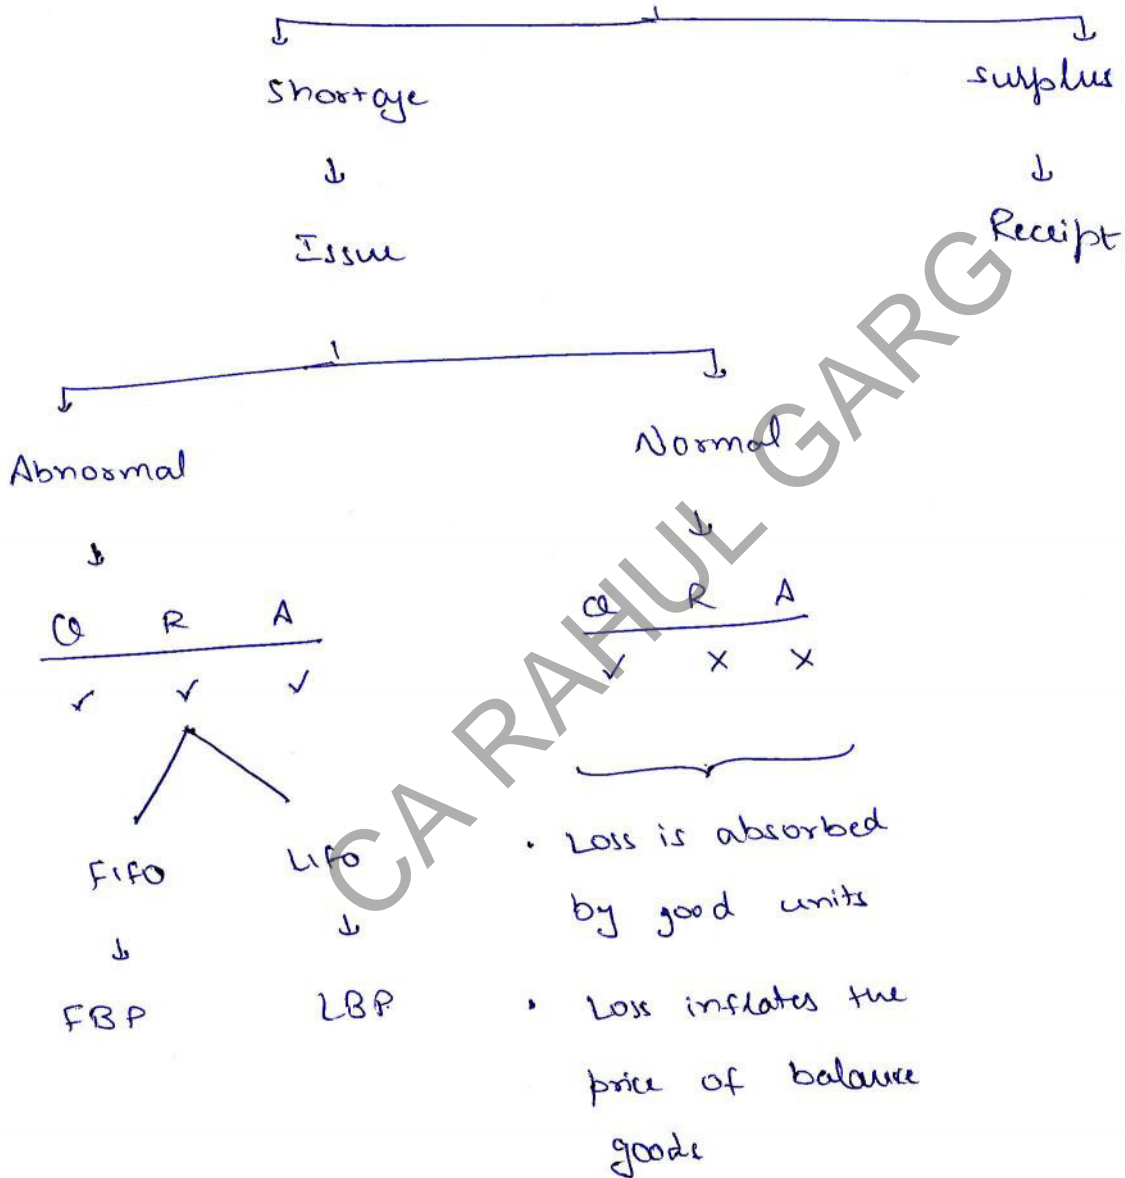 Shortage surplus
Issue Receipt
Abnormal Normal
Q R A Q R A
✓ ✓ ✓ ✓ X X
FIFO LIFO
FBP LBP
• Loss is absorbed
by good units
• Loss inflates the
price of balance
goods
CA RAHUL GARG